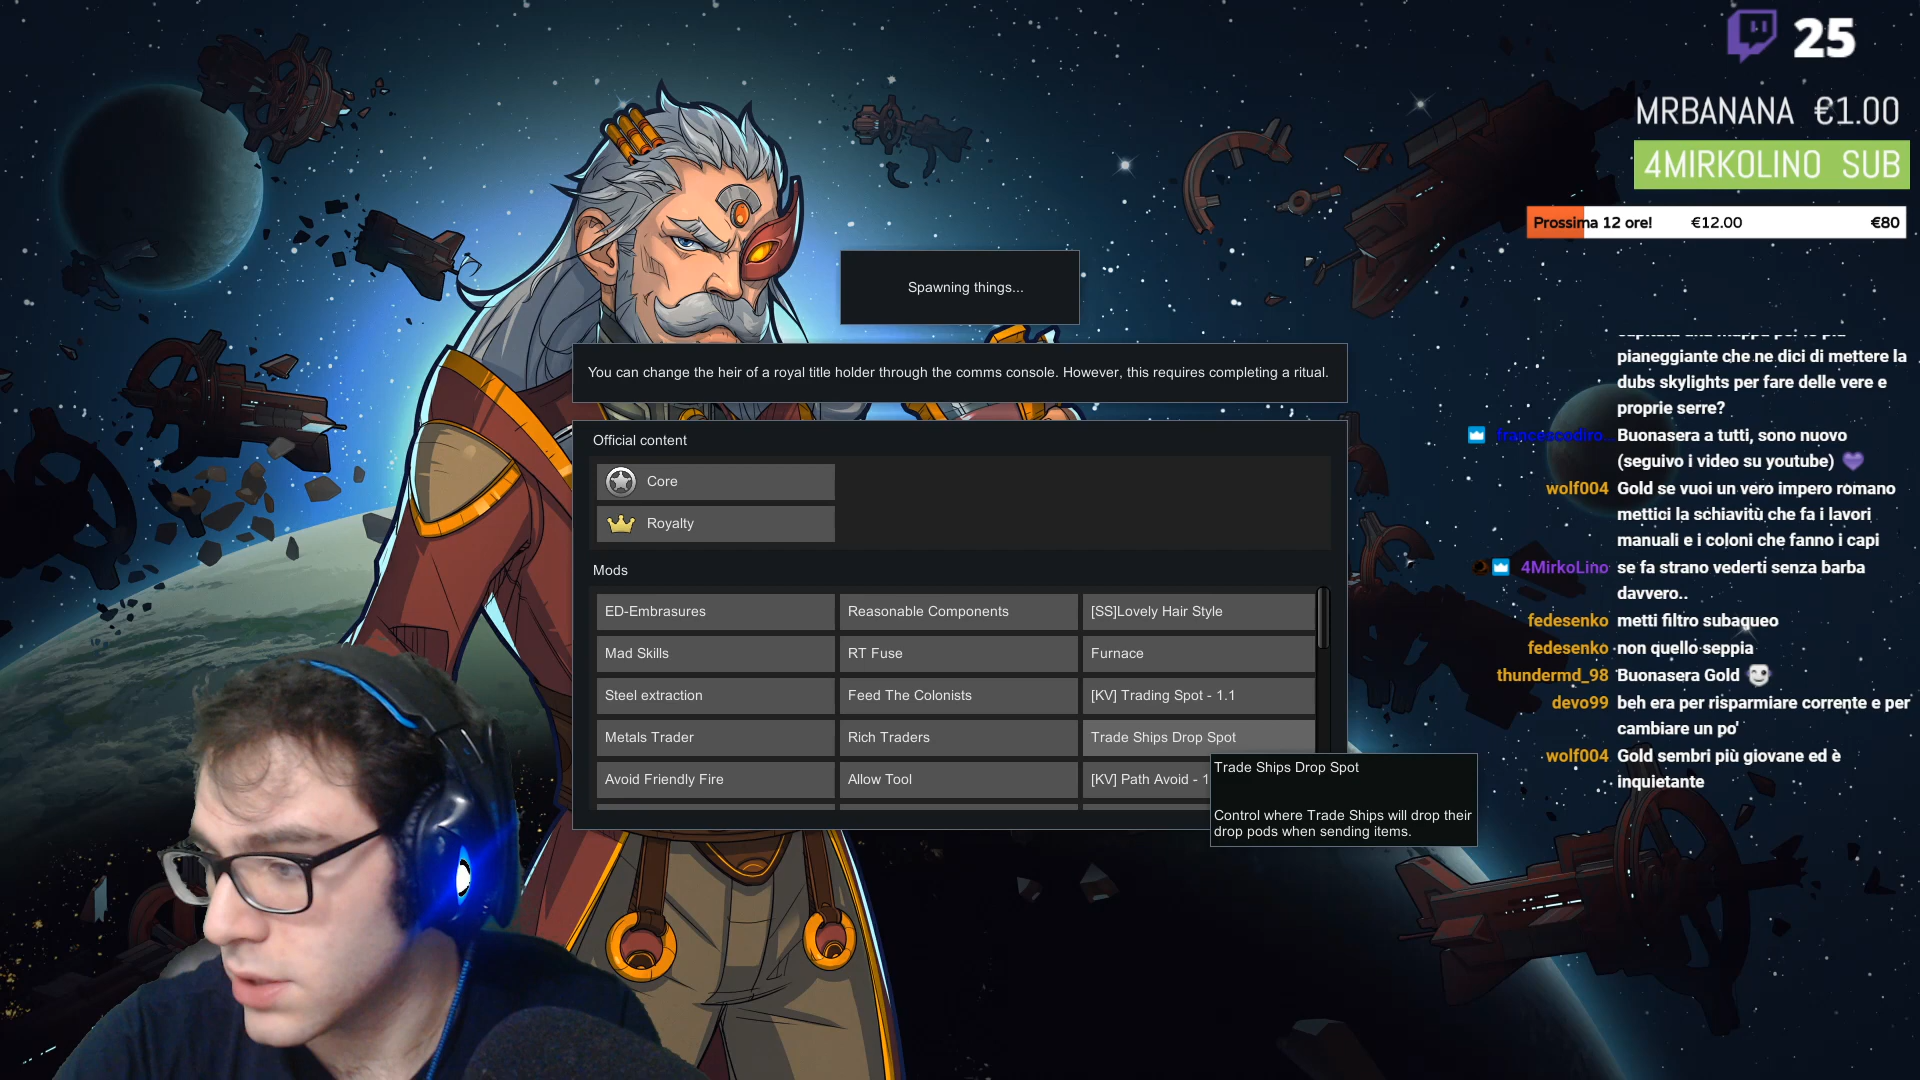 25
MRBANANA €1.00
4MIRKOLINO SUB
Prossima 12 ore! €12.00 €80
Spawning things...
You can change the heir of a royal title holder through the comms console. However, this requires completing a ritual.
Official content
Core
Royalty
Mods
ED-Embrasures Reasonable Components [SS]Lovely Hair Style
Mad Skills RT Fuse Furnace
Steel extraction Feed The Colonists [KV] Trading Spot - 1.1
Metals Trader Rich Traders Trade Ships Drop Spot
Avoid Friendly Fire Allow Tool [KV] Path Avoid - 1
Trade Ships Drop Spot
Control where Trade Ships will drop their
drop pods when sending items.
pianeggiante che ne dici di mettere la
dubs skylights per fare delle vere e
proprie serre?
francescodiro... Buonasera a tutti, sono nuovo
(seguivo i video su youtube)
wolf004 Gold se vuoi un vero impero romano
mettici la schiavitù che fa i lavori
manuali e i coloni che fanno i capi
4MirkoLino se fa strano vederti senza barba
davvero..
fedesenko metti filtro subaqueo
fedesenko non quello seppia
thundermd_98 Buonasera Gold
devo99 beh era per risparmiare corrente e per
cambiare un po'
wolf004 Gold sembri più giovane ed è
inquietante